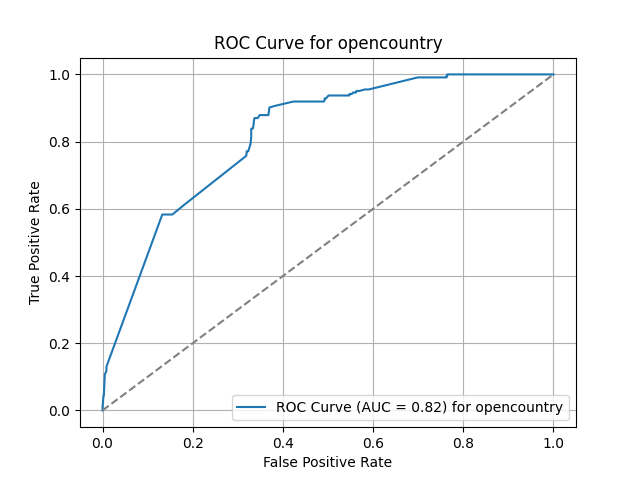 ROC Curve for opencountry
1.0
0.8
0.6
0.4
0.2
0.0
True Positive Rate
ROC Curve (AUC = 0.82) for opencountry
0.0 0.2 0.4 0.6 0.8 1.0
False Positive Rate